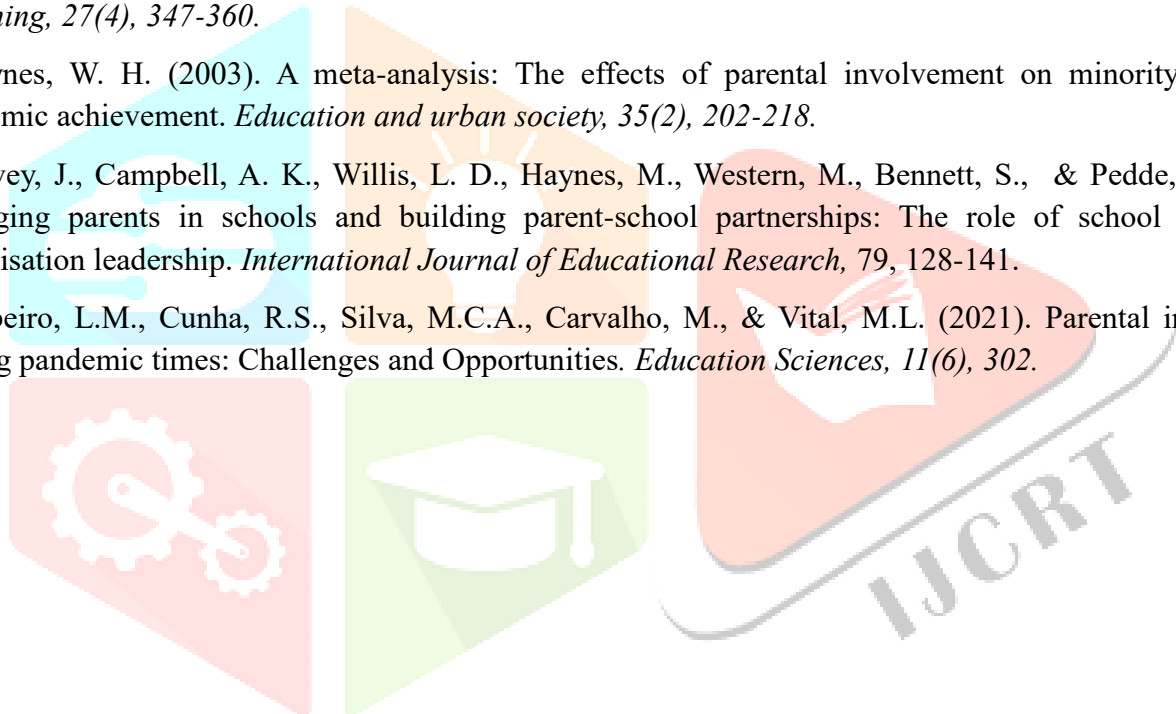 ning, 27(4), 347-360.
nes, W. H. (2003). A meta-analysis: The effects of parental involvement on minority
mic achievement. Education and urban society, 35(2), 202-218.
vey, J., Campbell, A. K., Willis, L. D., Haynes, M., Western, M., Bennett, S., & Pedde,
ging parents in schools and building parent-school partnerships: The role of school
isation leadership. International Journal of Educational Research, 79, 128-141.
eiro, L.M., Cunha, R.S., Silva, M.C.A., Carvalho, M., & Vital, M.L. (2021). Parental in
g pandemic times: Challenges and Opportunities. Education Sciences, 11(6), 302.
IJCRT